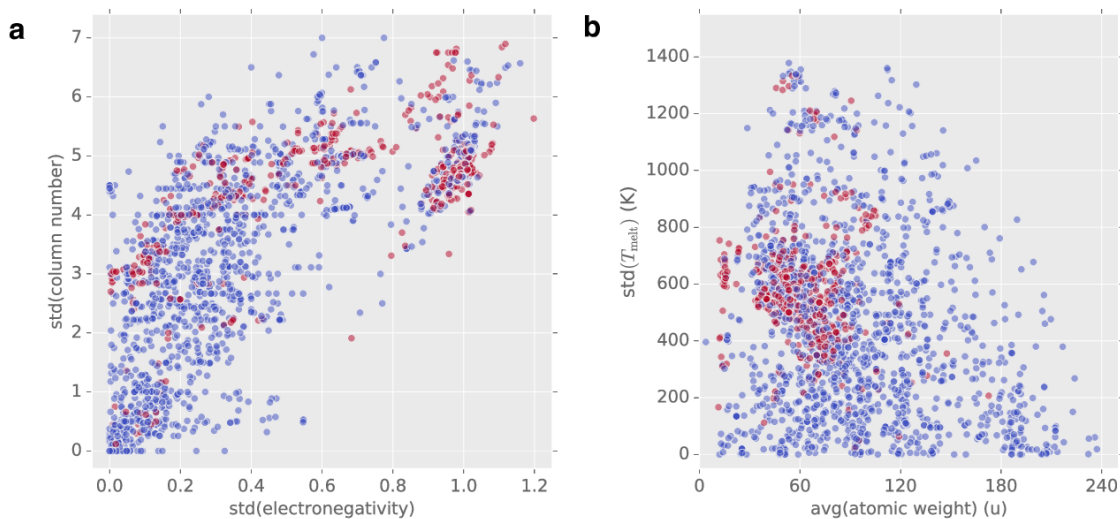 a
7
6
5
4
3
2
1
0
std(column number)
0.0 0.2 0.4 0.6 0.8 1.0 1.2
std(electronegativity)
b
1400
1200
1000
800
600
400
200
0
std(T_melt) (K)
4 60 120 180 240
avg(atomic weight) (u)